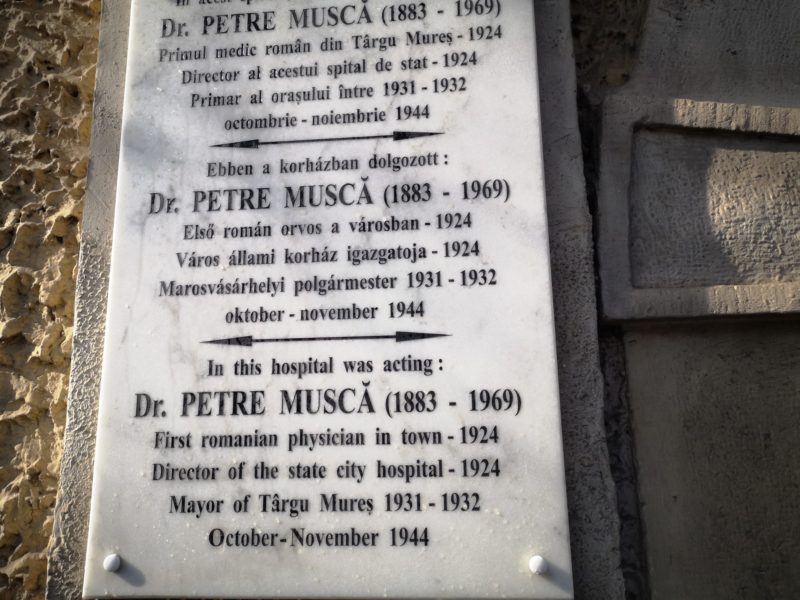 În acest
Dr. PETRE MUSCĂ (1883 - 1969)
Primul medic român din Târgu Mureș - 1924
Director al acestui spital de stat - 1924
Primar al orașului între 1931 - 1932
octombrie - noiembrie 1944
Ebben a korházban dolgozott :
Dr. PETRE MUSCĂ (1883 - 1969)
Első román orvos a városban - 1924
Város állami korház igazgatoja - 1924
Marosvásárhelyi polgármester 1931 - 1932
oktober - november 1944
In this hospital was acting :
Dr. PETRE MUSCĂ (1883 - 1969)
First romanian physician in town - 1924
Director of the state city hospital - 1924
Mayor of Târgu Mureș 1931 - 1932
October - November 1944